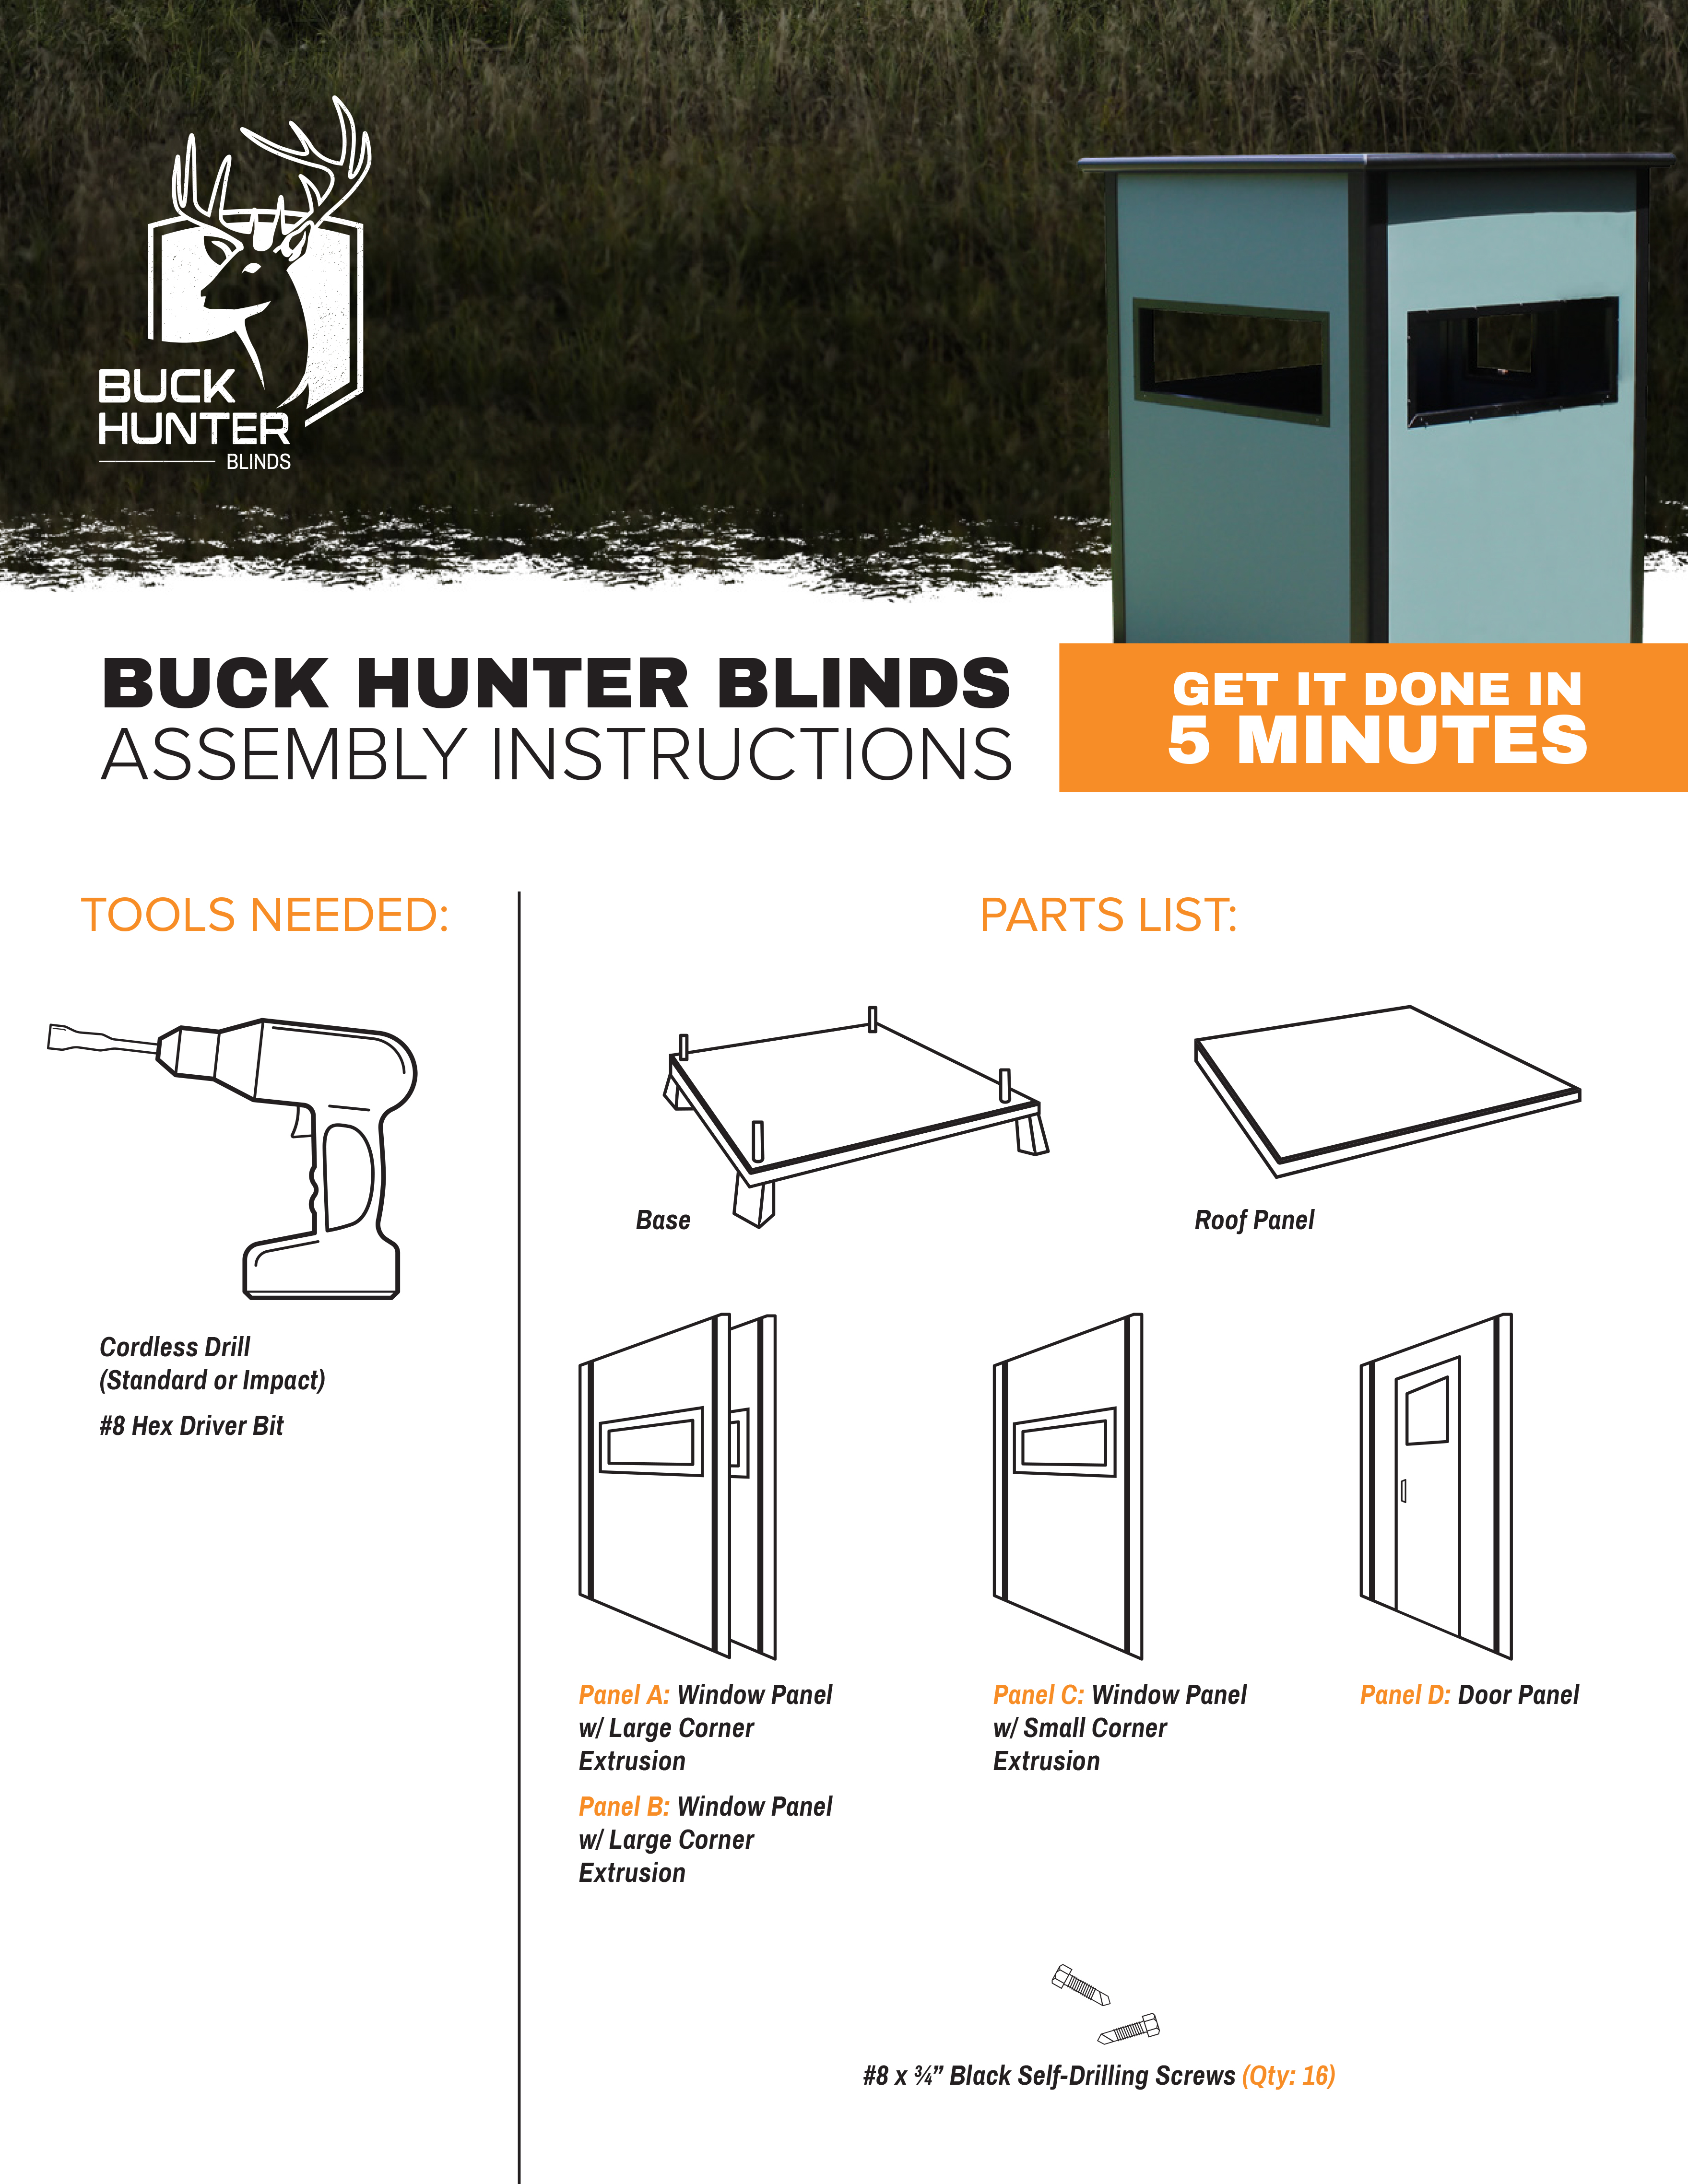 BUCK
HUNTER
BLINDS
BUCK HUNTER BLINDS
ASSEMBLY INSTRUCTIONS
GET IT DONE IN
5 MINUTES
TOOLS NEEDED:
Cordless Drill
(Standard or Impact)
#8 Hex Driver Bit
PARTS LIST:
Base
Roof Panel
Panel A: Window Panel
w/ Large Corner
Extrusion
Panel B: Window Panel
w/ Large Corner
Extrusion
Panel C: Window Panel
w/ Small Corner
Extrusion
Panel D: Door Panel
#8 x ¾” Black Self-Drilling Screws (Qty: 16)